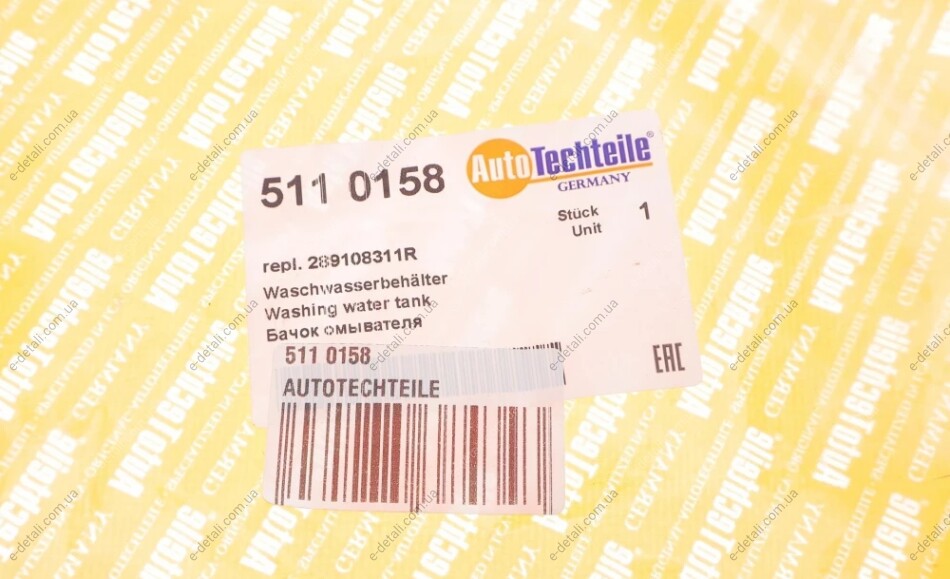 511 0158
AutoTechteile®
GERMANY
Stück 1
Unit
repl. 289108311R
Waschwasserbehälter
Washing water tank
Бачок омывателя
EAC
511 0158
AUTOTECHTEILE
e-detali.com.ua